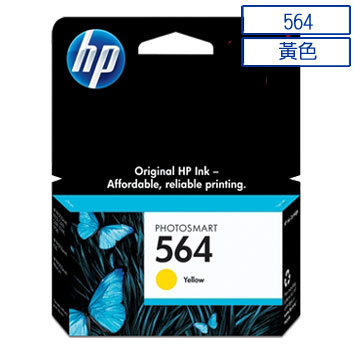 564
黃色
hp
Original HP Ink –
Affordable, reliable printing.
PHOTOSMART
564
Yellow